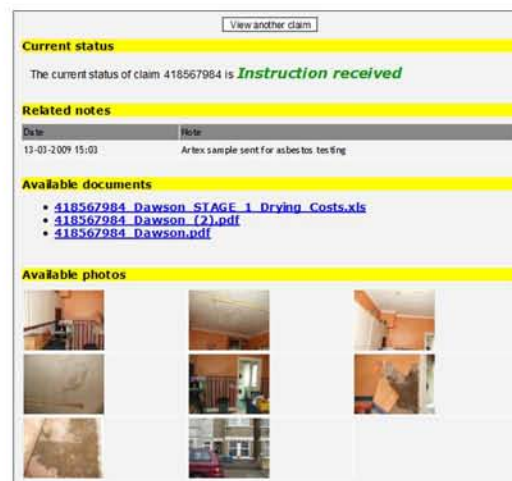 View another claim
Current status
The current status of claim 418567984 is Instruction received
Related notes
Date Note
13-03-2009 15:03 Artex sample sent for asbestos testing
Available documents
418567984_Dawson_STAGE_1_Drying_Costs.xls
418567984_Dawson_(2).pdf
418567984_Dawson.pdf
Available photos